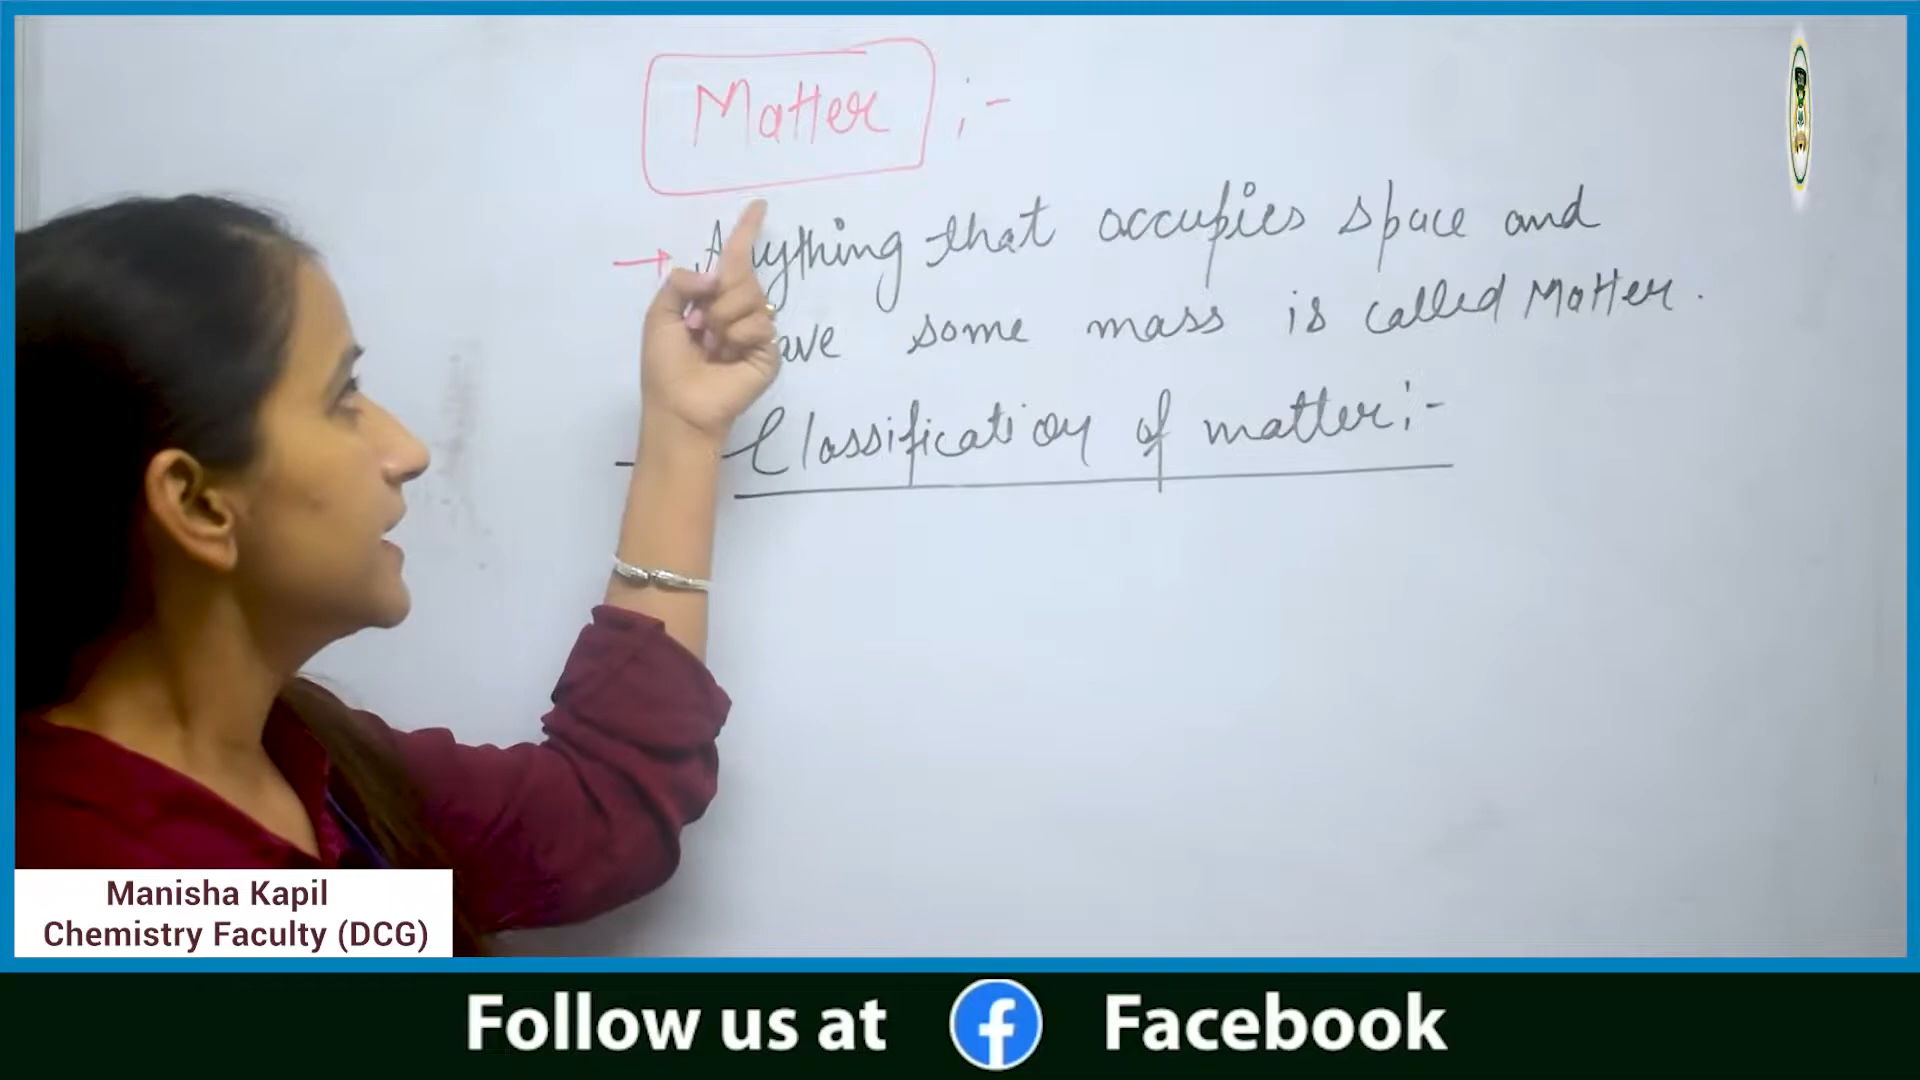 Matter :-
→ Anything that occupies space and
have some mass is called Matter.
Classification of matter :-
Manisha Kapil
Chemistry Faculty (DCG)
Follow us at Facebook